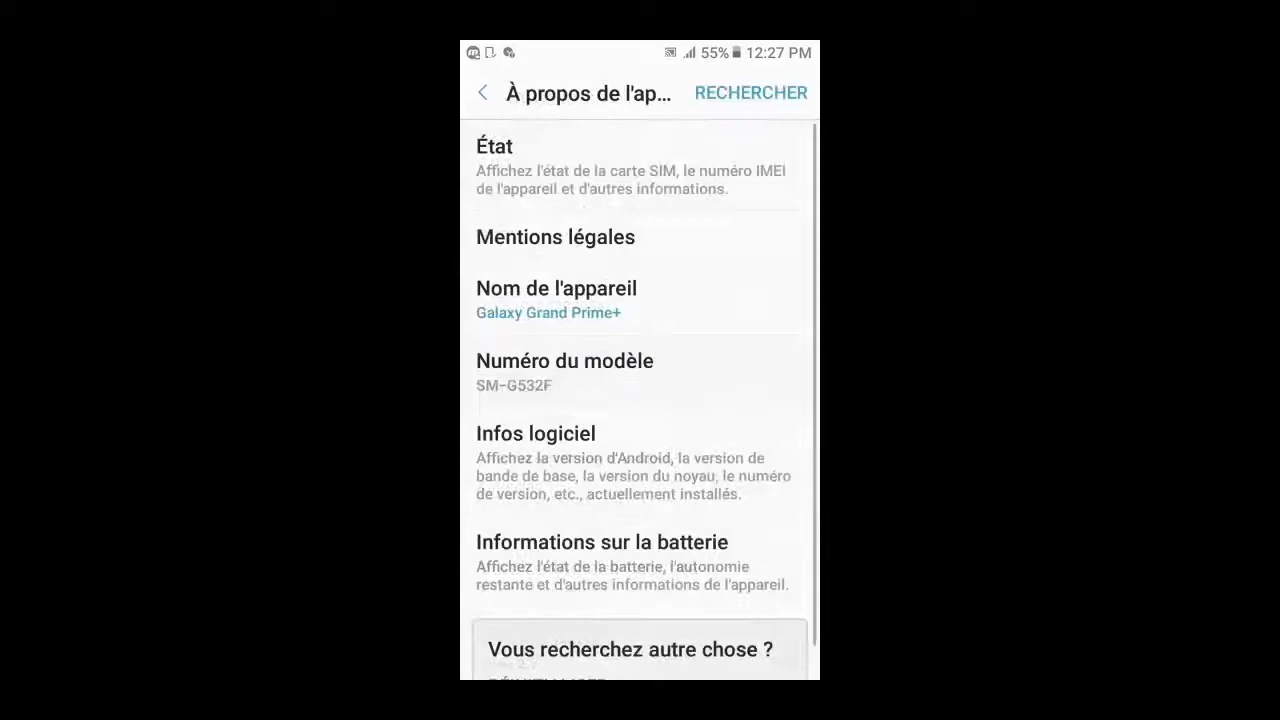 55% 12:27 PM
À propos de l'ap... RECHERCHER
État
Affichez l'état de la carte SIM, le numéro IMEI
de l'appareil et d'autres informations.
Mentions légales
Nom de l'appareil
Galaxy Grand Prime+
Numéro du modèle
SM-G532F
Infos logiciel
Affichez la version d'Android, la version de
bande de base, la version du noyau, le numéro
de version, etc., actuellement installés.
Informations sur la batterie
Affichez l'état de la batterie, l'autonomie
restante et d'autres informations de l'appareil.
Vous recherchez autre chose ?